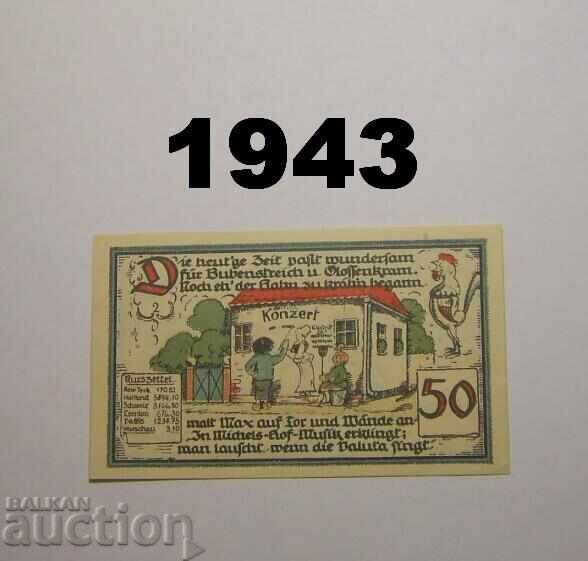 1943
Die heut'ge Zeit paßt wundersam
für Bubenstreich u. Glossenkram.
Noch eh' der Hahn zu krähn begann
Konzert
Kurszettel
New York
Holland
Schweiz
London
Paris
Warschau
50
malt Max auf Tor und Wände an
"In Michels-Hof-Musik erklingt;
man lauscht, wenn die Valuta singt."
BALKAN
auction